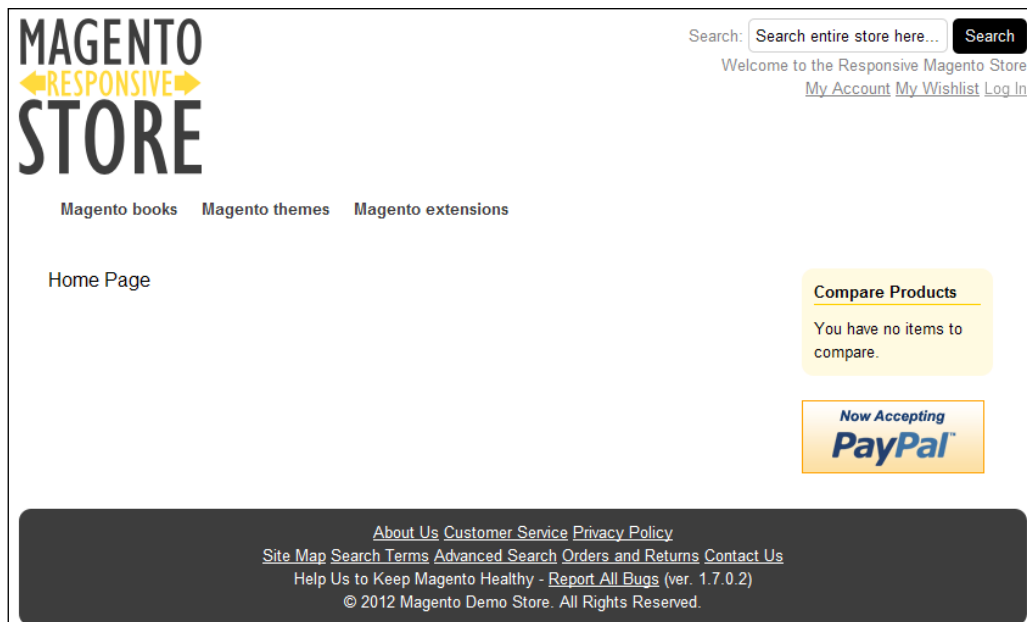 MAGENTO
RESPONSIVE
STORE
Search: Search entire store here... Search
Welcome to the Responsive Magento Store
My Account My Wishlist Log In
Magento books Magento themes Magento extensions
Home Page
Compare Products
You have no items to
compare.
Now Accepting
PayPal™
About Us Customer Service Privacy Policy
Site Map Search Terms Advanced Search Orders and Returns Contact Us
Help Us to Keep Magento Healthy - Report All Bugs (ver. 1.7.0.2)
© 2012 Magento Demo Store. All Rights Reserved.